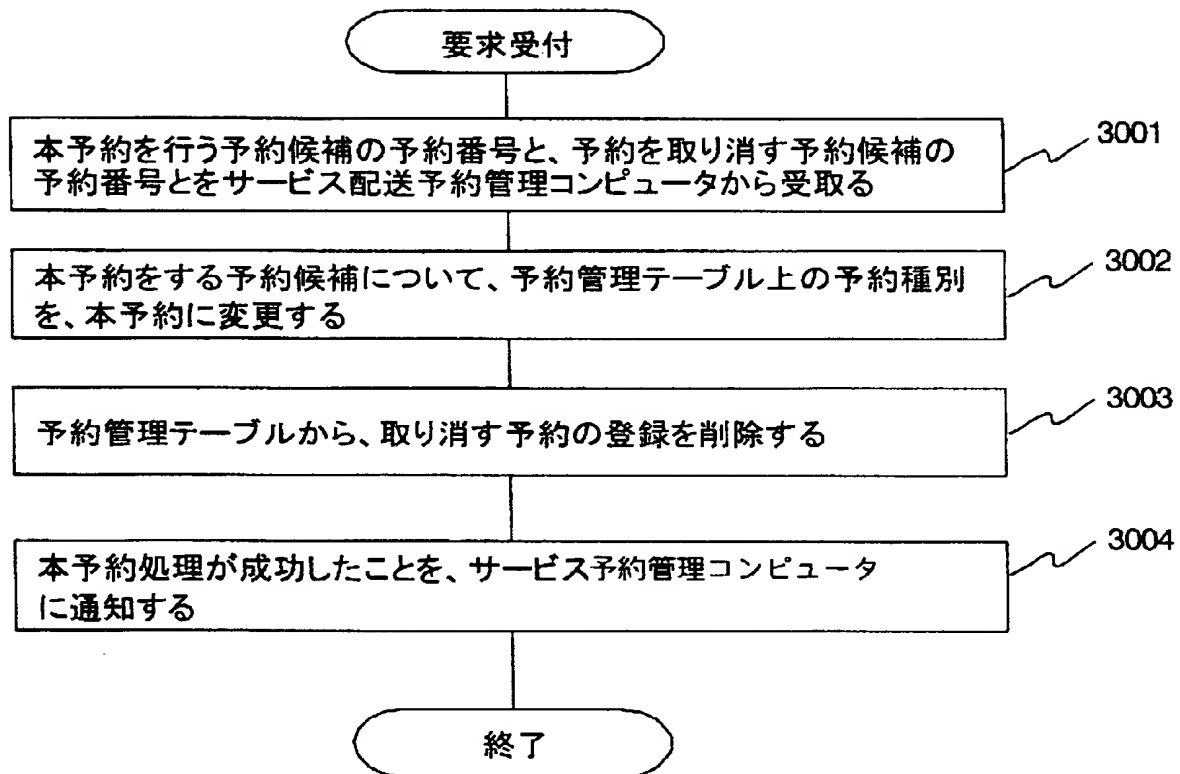 要求受付
本予約を行う予約候補の予約番号と、予約を取り消す予約候補の
予約番号とをサービス配送予約管理コンピュータから受取る
3001
本予約をする予約候補について、予約管理テーブル上の予約種別
を、本予約に変更する
3002
予約管理テーブルから、取り消す予約の登録を削除する
3003
本予約処理が成功したことを、サービス予約管理コンピュータ
に通知する
3004
終了